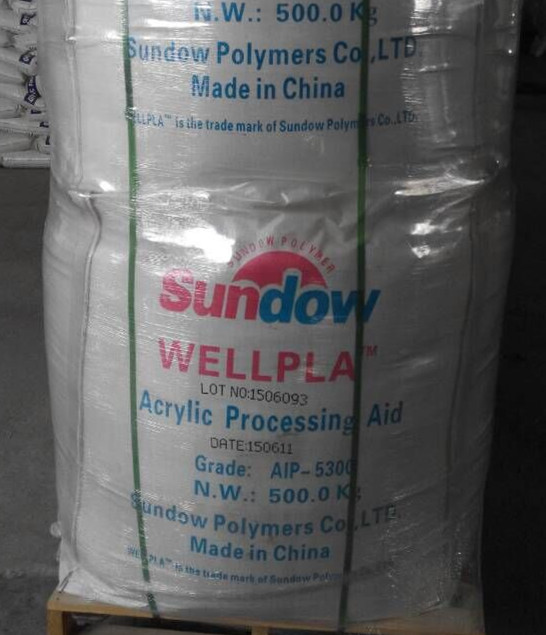 N.W.: 500.0 Kg
Sundow Polymers Co.,LTD.
Made in China
WELLPLA™ is the trade mark of Sundow Polymers Co.,LTD.
SUNDOW POLYMER
Sundow
WELLPLA™
LOT NO:1506093
Acrylic Processing Aid
DATE:150611
Grade: AIP-5300
N.W.: 500.0 Kg
Sundow Polymers Co.,LTD.
Made in China
WELLPLA™ is the trade mark of Sundow